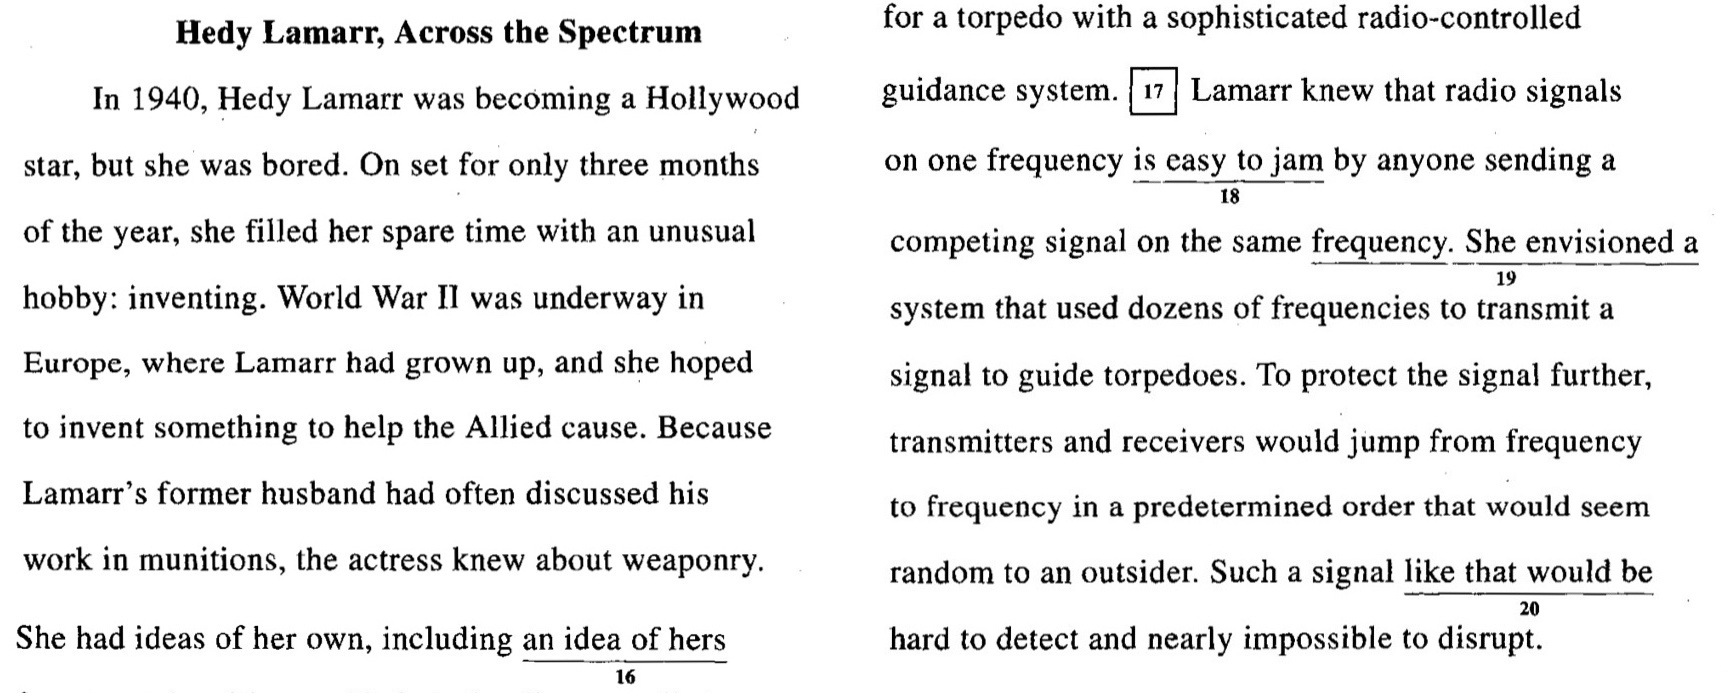 Hedy Lamarr, Across the Spectrum
In 1940, Hedy Lamarr was becoming a Hollywood
star, but she was bored. On set for only three months
of the year, she filled her spare time with an unusual
hobby: inventing. World War II was underway in
Europe, where Lamarr had grown up, and she hoped
to invent something to help the Allied cause. Because
Lamarr's former husband had often discussed his
work in munitions, the actress knew about weaponry.
She had ideas of her own, including an idea of hers
16
for a torpedo with a sophisticated radio-controlled
guidance system. 17 Lamarr knew that radio signals
on one frequency is easy to jam by anyone sending a
18
competing signal on the same frequency. She envisioned a
19
system that used dozens of frequencies to transmit a
signal to guide torpedoes. To protect the signal further,
transmitters and receivers would jump from frequency
to frequency in a predetermined order that would seem
random to an outsider. Such a signal like that would be
20
hard to detect and nearly impossible to disrupt.